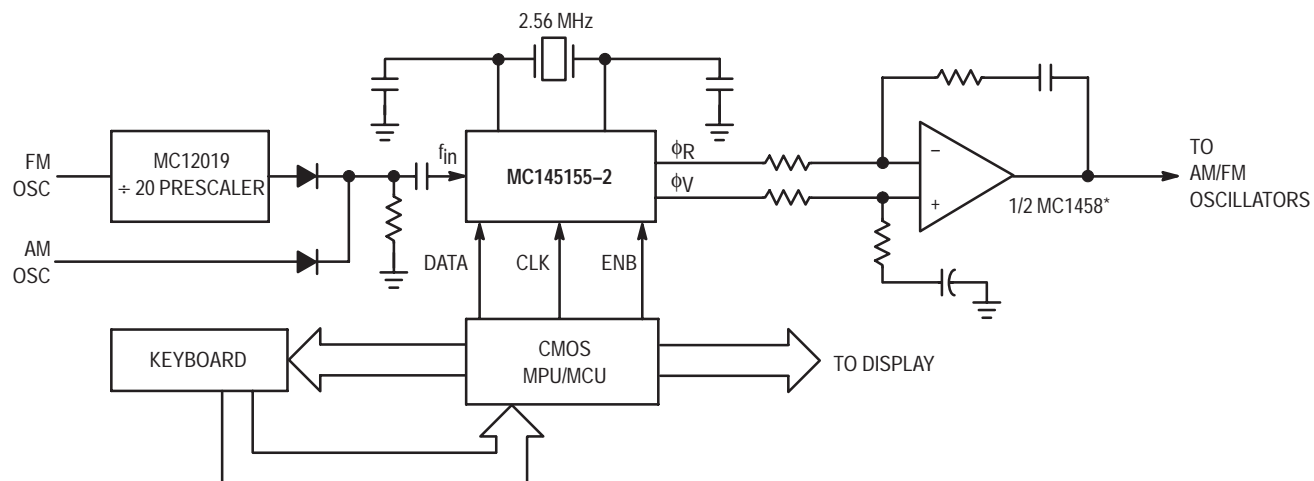 2.56 MHz
FM
OSC
MC12019
÷ 20 PRESCALER
fin
MC145155–2
ϕR
ϕV
–
+
1/2 MC1458*
TO
AM/FM
OSCILLATORS
AM
OSC
DATA
CLK
ENB
KEYBOARD
CMOS
MPU/MCU
TO DISPLAY